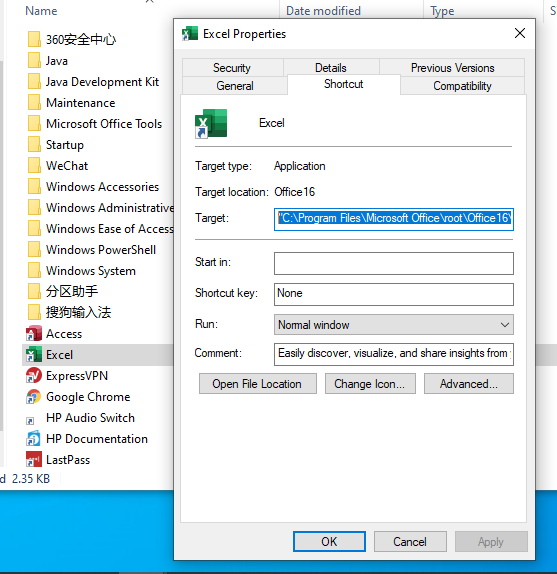 Name
Date modified
Type
S
360安全中心
Java
Java Development Kit
Maintenance
Microsoft Office Tools
Startup
WeChat
Windows Accessories
Windows Administrative
Windows Ease of Access
Windows PowerShell
Windows System
分区助手
搜狗输入法
Access
Excel
ExpressVPN
Google Chrome
HP Audio Switch
HP Documentation
LastPass
d 2.35 KB
Excel Properties
Security
Details
Previous Versions
General
Shortcut
Compatibility
Excel
Target type: Application
Target location: Office16
Target: "C:\Program Files\Microsoft Office\root\Office16\
Start in:
Shortcut key: None
Run: Normal window
Comment: Easily discover, visualize, and share insights from
Open File Location
Change Icon...
Advanced...
OK
Cancel
Apply